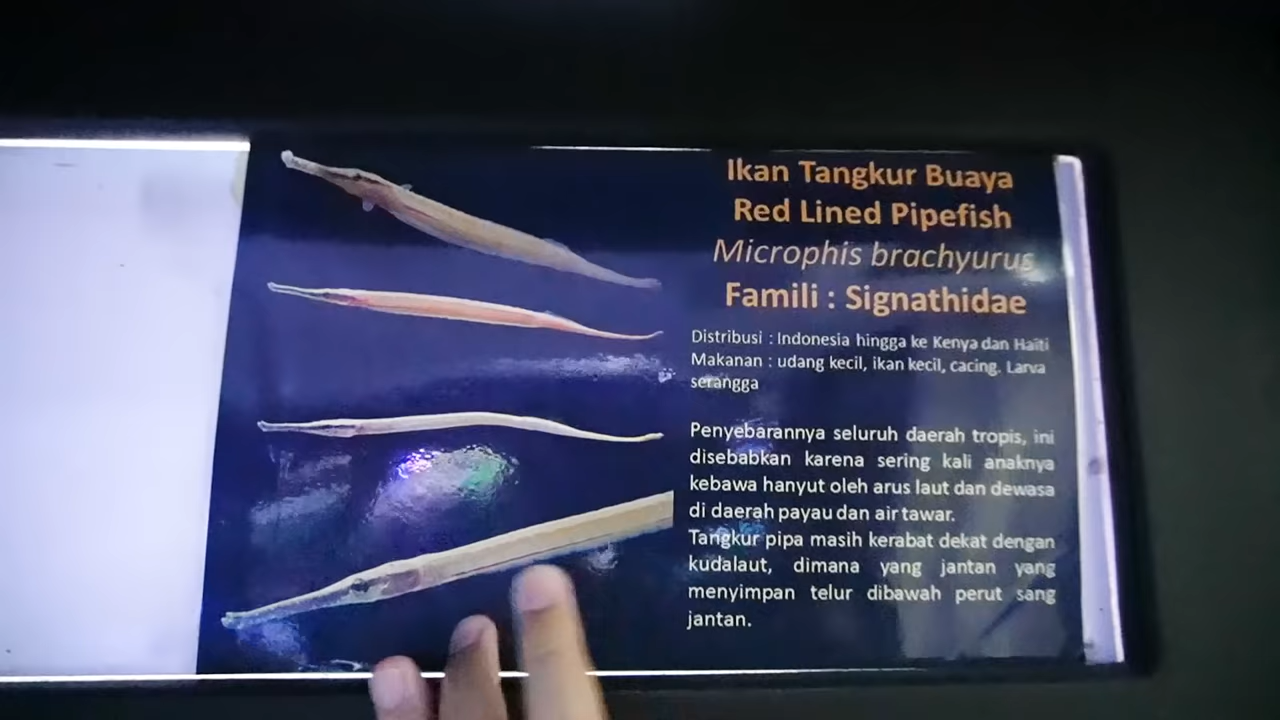 Ikan Tangkur Buaya
Red Lined Pipefish
Microphis brachyurus
Famili : Signathidae
Distribusi : Indonesia hingga ke Kenya dan Haiti
Makanan : udang kecil, ikan kecil, cacing. Larva
serangga
Penyebarannya seluruh daerah tropis, ini
disebabkan karena sering kali anaknya
kebawa hanyut oleh arus laut dan dewasa
di daerah payau dan air tawar.
Tangkur pipa masih kerabat dekat dengan
kudalaut, dimana yang jantan yang
menyimpan telur dibawah perut sang
jantan.